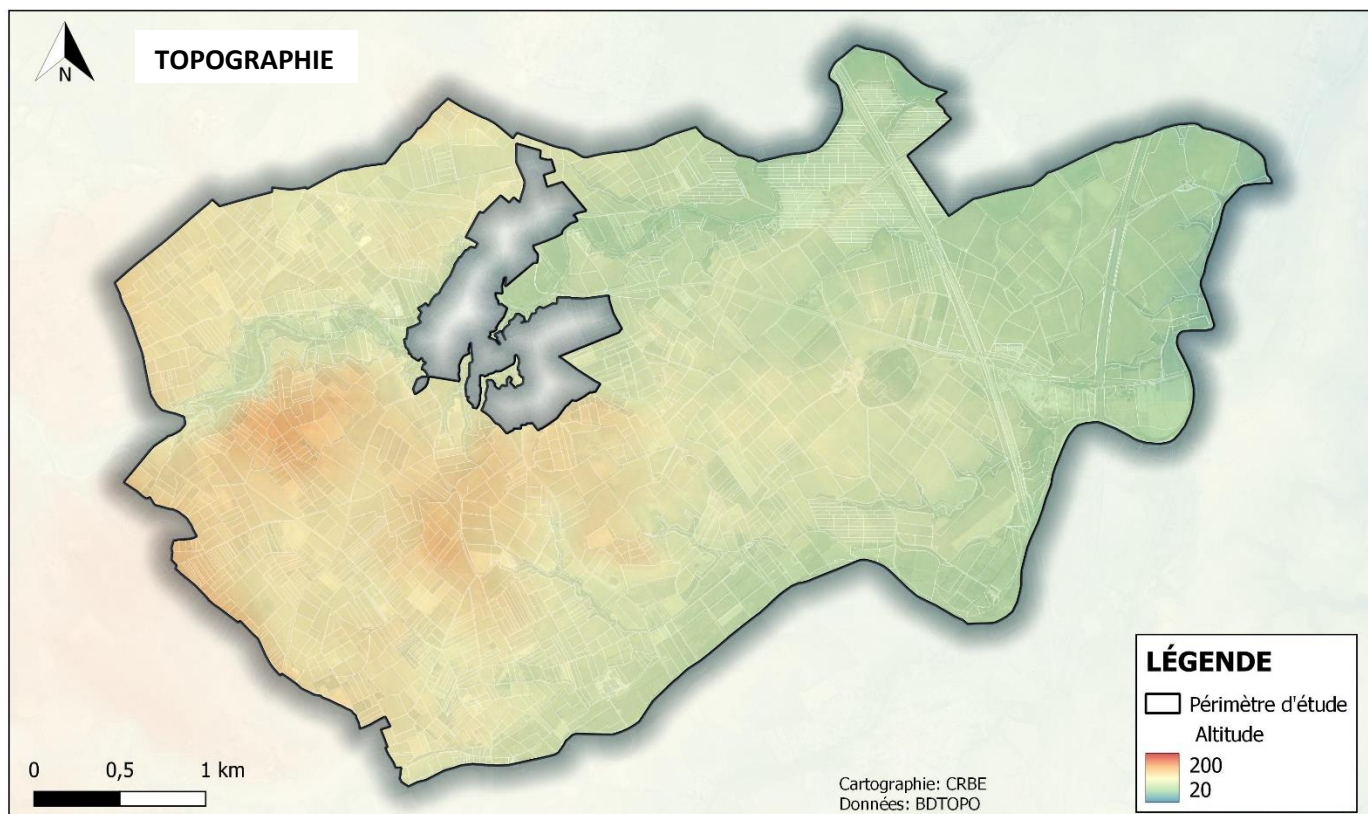 N
TOPOGRAPHIE
LÉGENDE
Périmètre d'étude
Altitude
200
20
0 0,5 1 km
Cartographie: CRBE
Données: BDTOPO